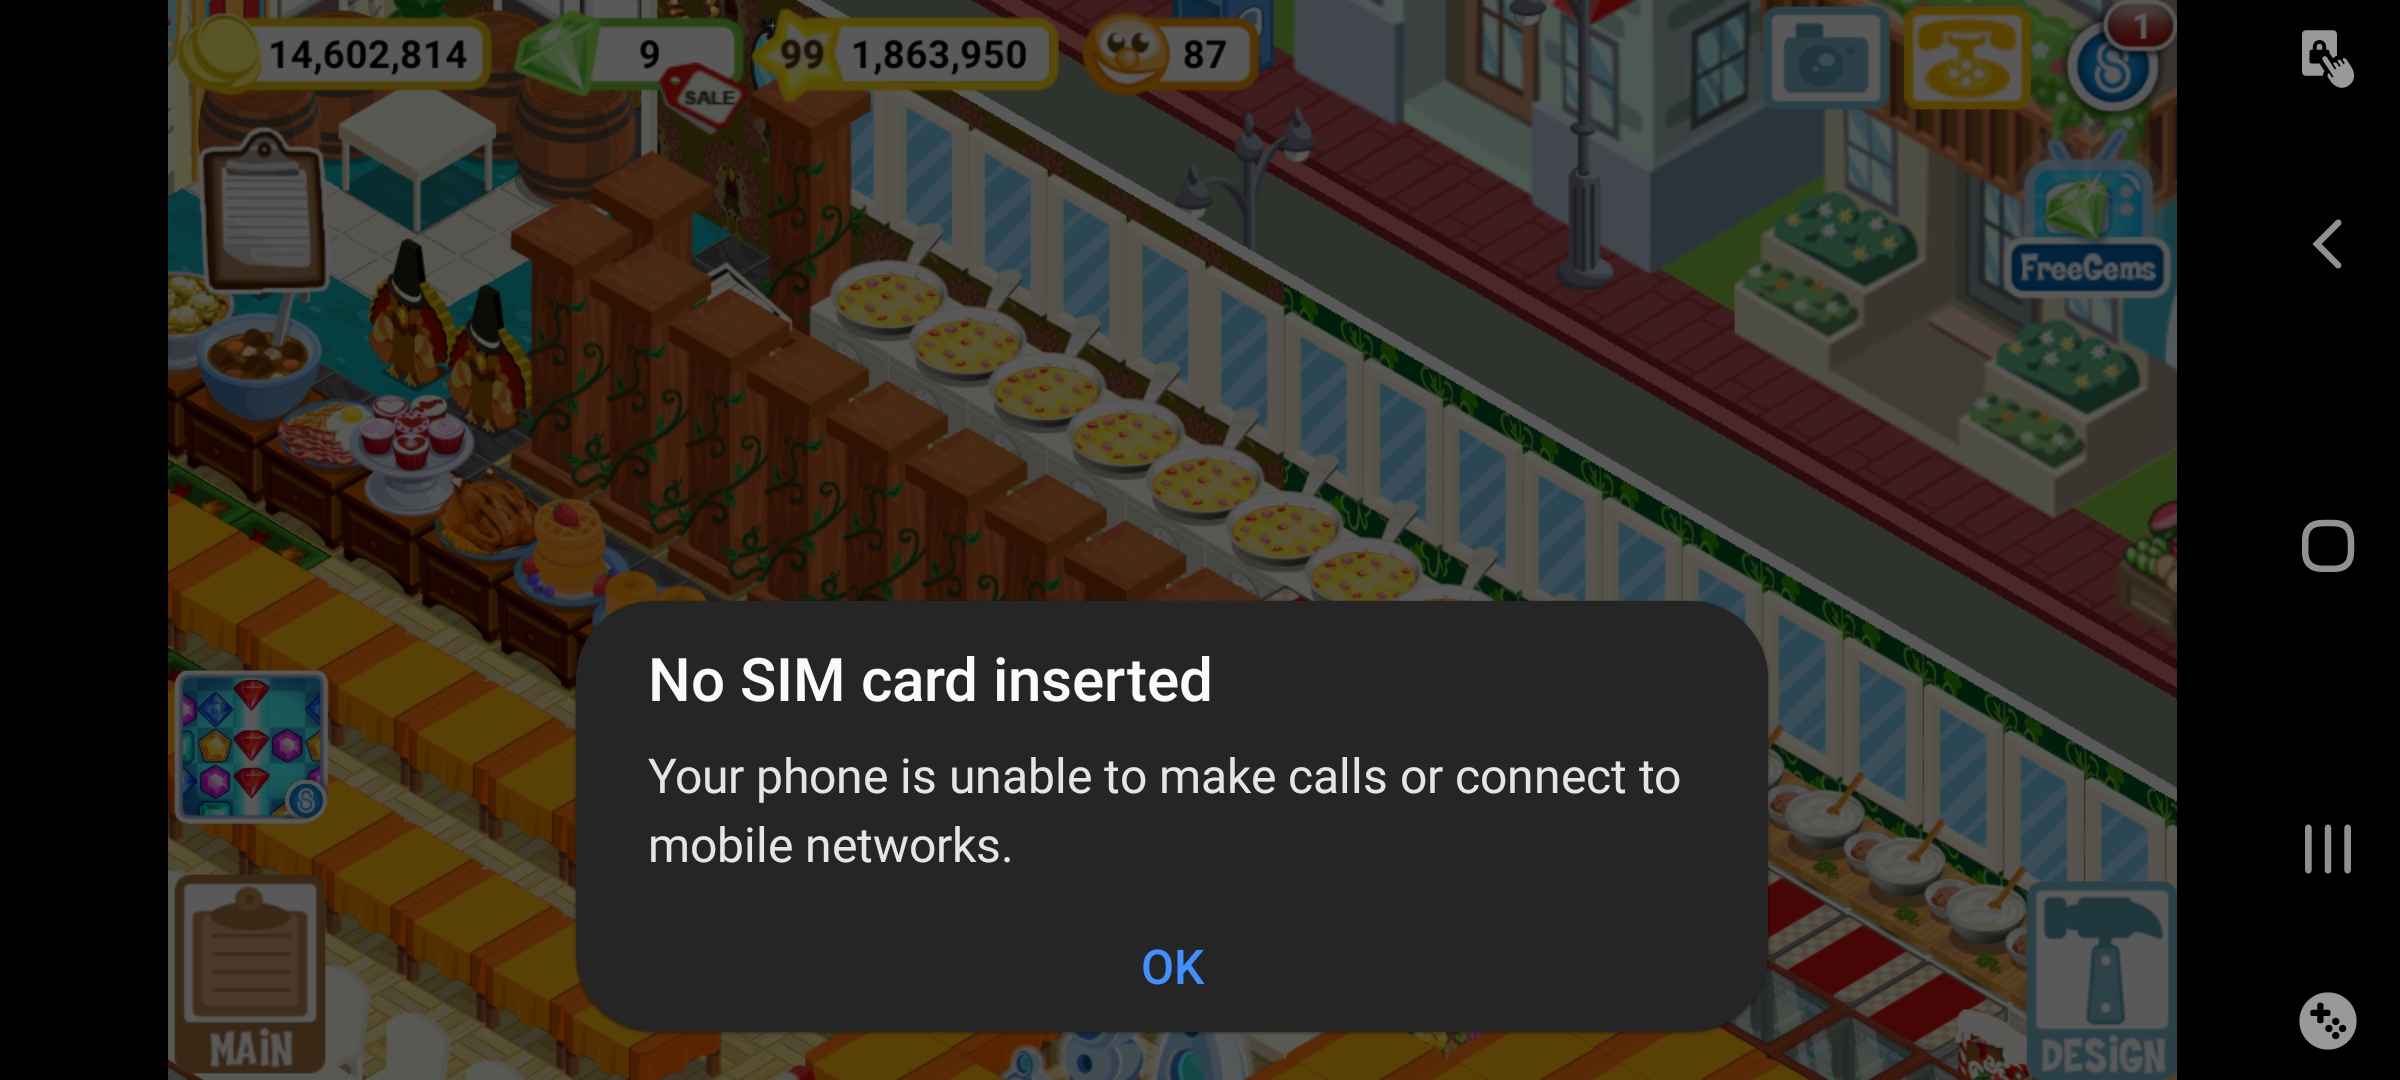 14,602,814
9
SALE
99
1,863,950
87
1
FreeGems
No SIM card inserted
Your phone is unable to make calls or connect to
mobile networks.
OK
MAiN
DESiGN